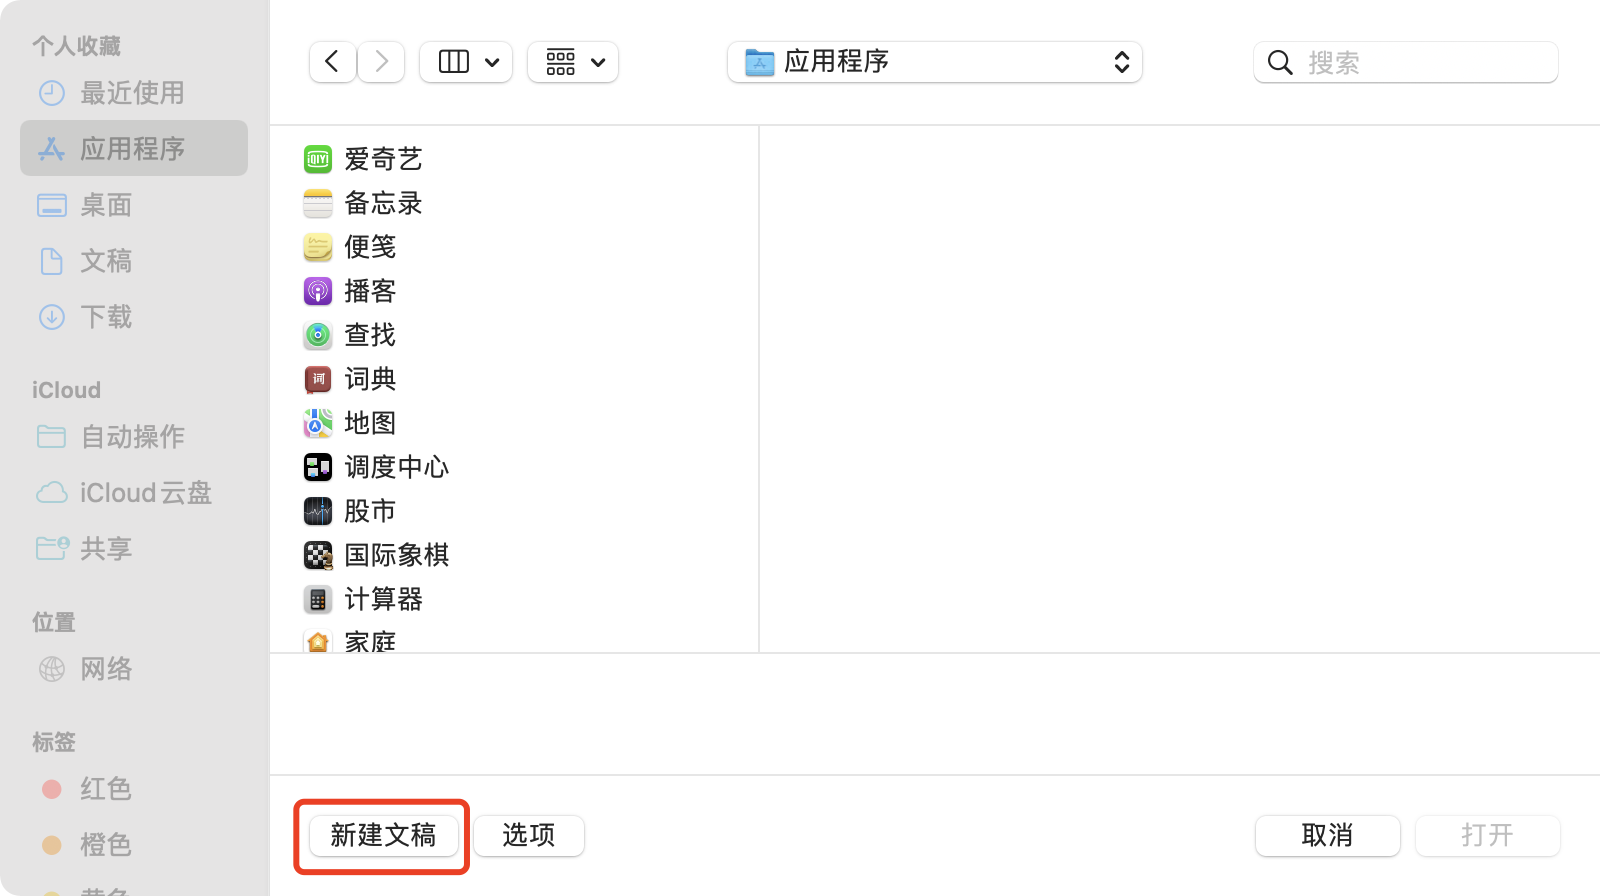 个人收藏
最近使用
应用程序
桌面
文稿
下载
iCloud
自动操作
iCloud云盘
共享
位置
网络
标签
红色
橙色
黄色
应用程序
搜索
iQIYI
爱奇艺
备忘录
便笺
播客
查找
词
词典
地图
调度中心
股市
国际象棋
计算器
家庭
新建文稿
选项
取消
打开